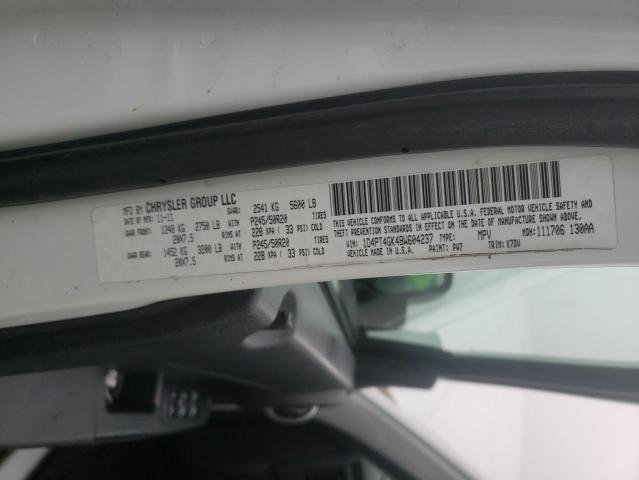 MFD BY CHRYSLER GROUP LLC
DATE OF MFR: 11-11 GVWR: 2541 KG 5600 LB
GAWR FRONT: 1248 KG 2750 LB WITH P245/50R20 TIRES
20X7.5 RIMS AT 228 KPA ( 33 PSI) COLD
GAWR REAR: 1452 KG 3200 LB WITH P245/50R20 TIRES
20X7.5 RIMS AT 228 KPA ( 33 PSI) COLD
THIS VEHICLE CONFORMS TO ALL APPLICABLE U.S.A. FEDERAL MOTOR VEHICLE SAFETY
THEFT PREVENTION STANDARDS IN EFFECT ON THE DATE OF MANUFACTURE SHOWN ABOVE
VIN: 1D4PT4GK4BW604237 TYPE: MPV MDH: 111706 130AA
VEHICLE MADE IN U.S.A. PAINT: PW7 TRIM: K7DV